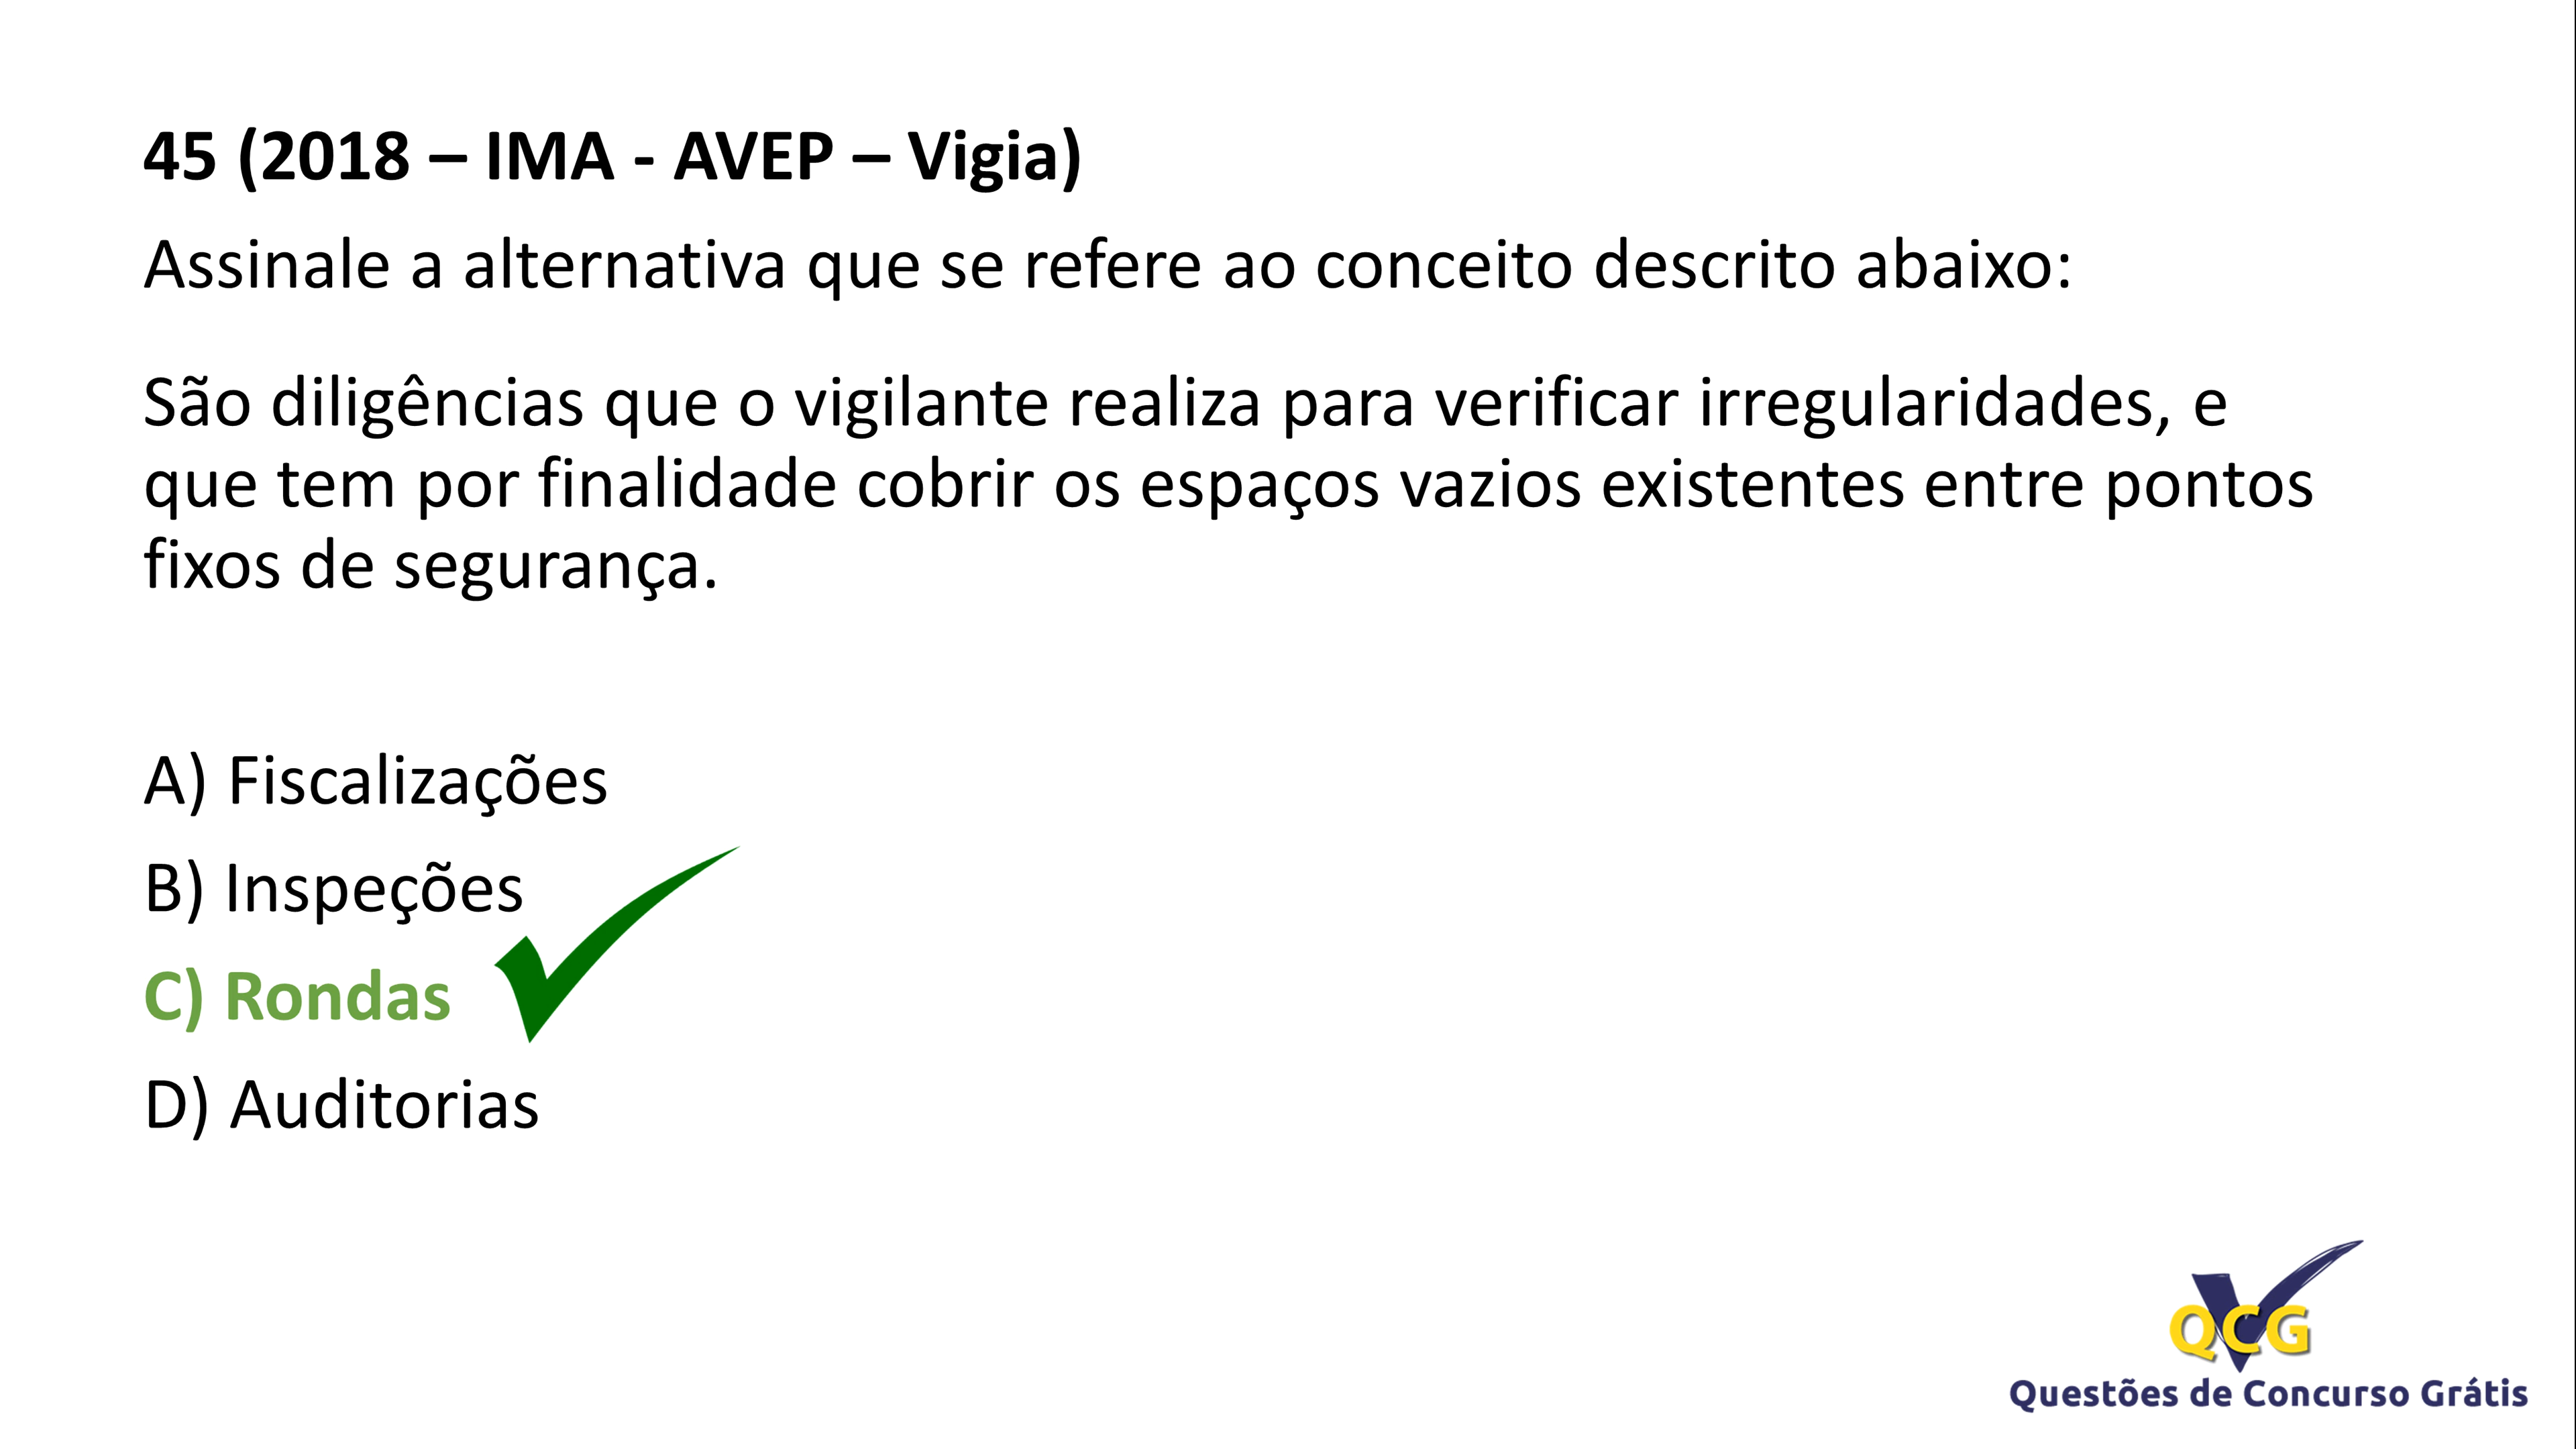 45 (2018 – IMA - AVEP – Vigia)
Assinale a alternativa que se refere ao conceito descrito abaixo:
São diligências que o vigilante realiza para verificar irregularidades, e
que tem por finalidade cobrir os espaços vazios existentes entre pontos
fixos de segurança.
A) Fiscalizações
B) Inspeções
C) Rondas
D) Auditorias
QCG
Questões de Concurso Grátis